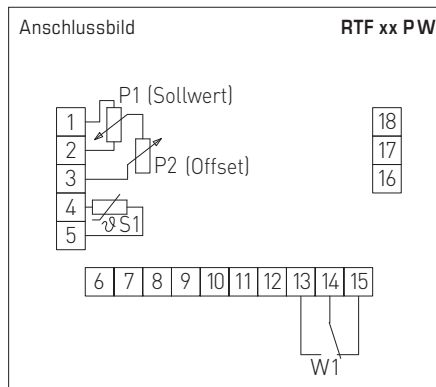 Anschlussbild RTF xx PW
P1 (Sollwert)
1
2
3
4
5
P2 (Offset)
ϑ S1
18
17
16
6 7 8 9 10 11 12 13 14 15
W1